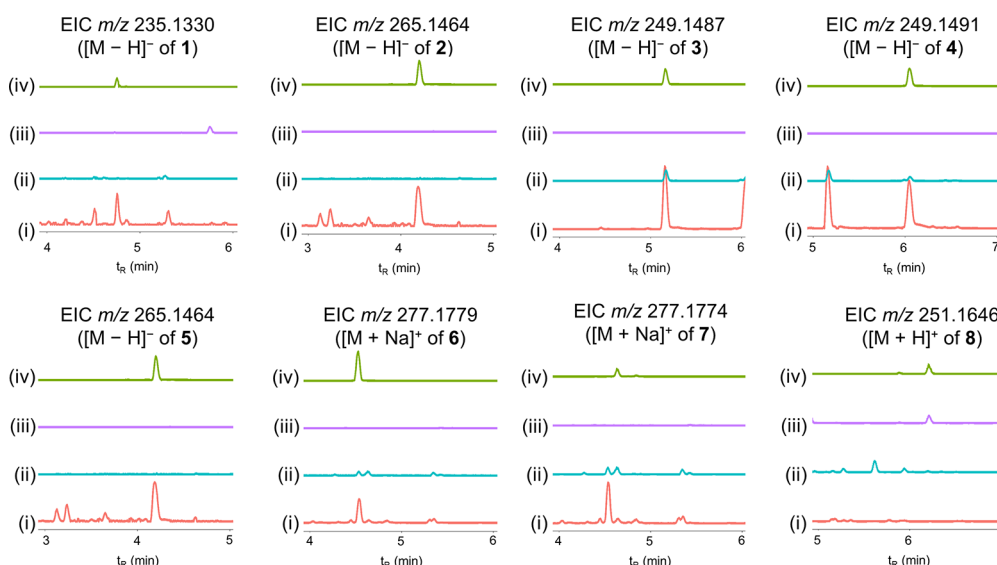 EIC m/z 235.1330
([M − H]⁻ of 1)
(iv)
(iii)
(ii)
(i)
4 5 6
tR (min)
EIC m/z 265.1464
([M − H]⁻ of 2)
(iv)
(iii)
(ii)
(i)
3 4 5
tR (min)
EIC m/z 249.1487
([M − H]⁻ of 3)
(iv)
(iii)
(ii)
(i)
4 5 6
tR (min)
EIC m/z 249.1491
([M − H]⁻ of 4)
(iv)
(iii)
(ii)
(i)
5 6 7
tR (min)
EIC m/z 265.1464
([M − H]⁻ of 5)
(iv)
(iii)
(ii)
(i)
3 4 5
tR (min)
EIC m/z 277.1779
([M + Na]⁺ of 6)
(iv)
(iii)
(ii)
(i)
4 5 6
tR (min)
EIC m/z 277.1774
([M + Na]⁺ of 7)
(iv)
(iii)
(ii)
(i)
4 5 6
tR (min)
EIC m/z 251.1646
([M + H]⁺ of 8)
(iv)
(iii)
(ii)
(i)
5 6
tR (min)